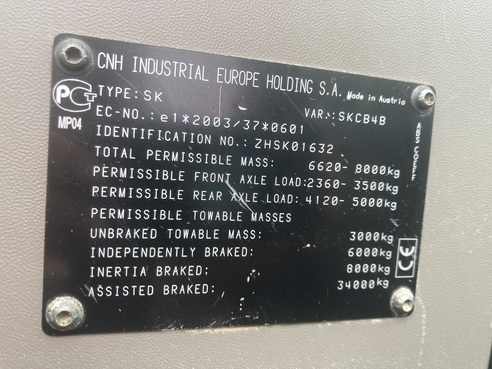 CNH INDUSTRIAL EUROPE HOLDING S.A. Made in Austria
TYPE: SK VAR.: SKCB4B
EC-NO.: e1*2003/37*0601
IDENTIFICATION NO.: ZHSK01632
TOTAL PERMISSIBLE MASS: 6620- 8000kg
PERMISSIBLE FRONT AXLE LOAD: 2360- 3500kg
PERMISSIBLE REAR AXLE LOAD: 4120- 5000kg
PERMISSIBLE TOWABLE MASSES
UNBRAKED TOWABLE MASS: 3000kg
INDEPENDENTLY BRAKED: 6000kg
INERTIA BRAKED: 8000kg
ASSISTED BRAKED: 34000kg
MP04
CE